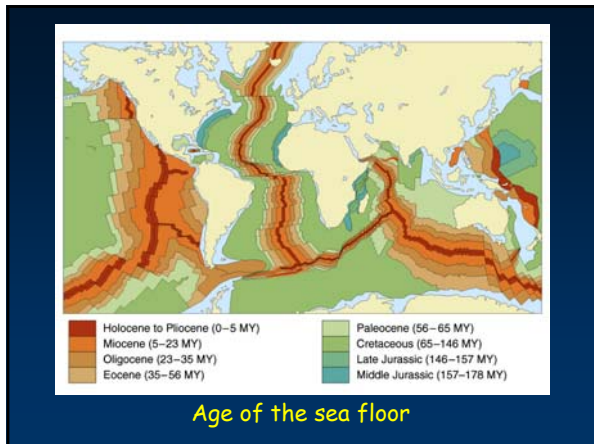 Holocene to Pliocene (0–5 MY)
Miocene (5–23 MY)
Oligocene (23–35 MY)
Eocene (35–56 MY)
Paleocene (56–65 MY)
Cretaceous (65–146 MY)
Late Jurassic (146–157 MY)
Middle Jurassic (157–178 MY)
Age of the sea floor